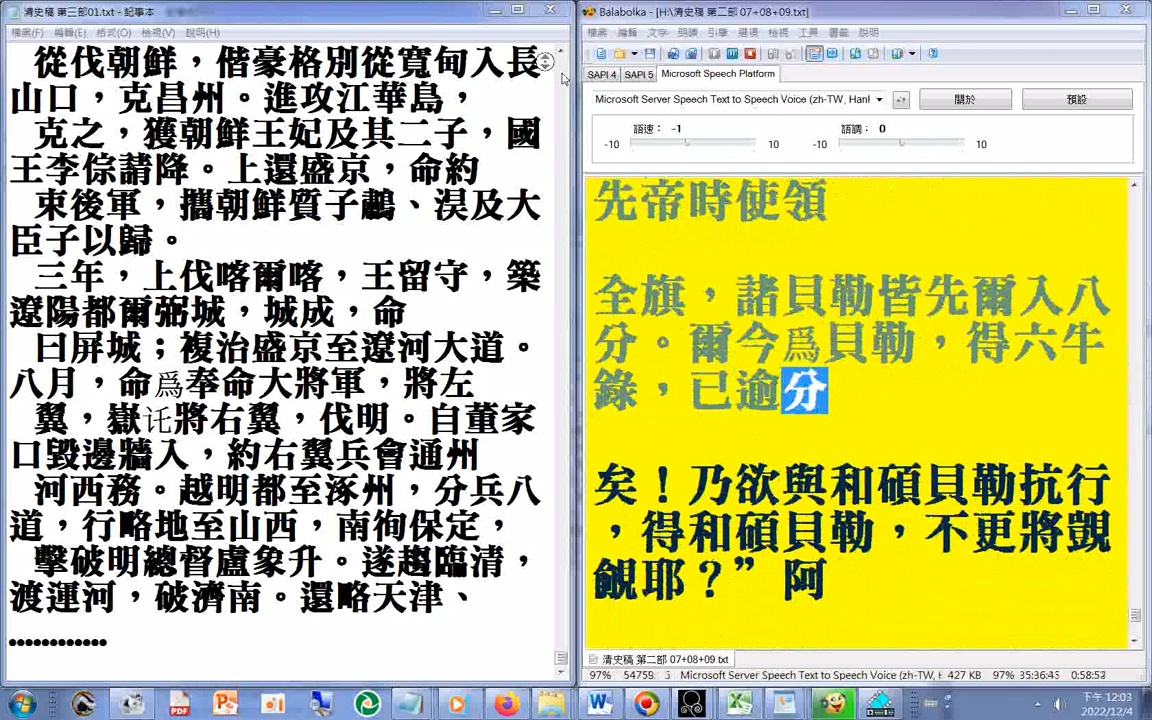 清史稿 第三部01.txt - 記事本
檔案(F) 編輯(E) 格式(O) 檢視(V) 說明(H)
從伐朝鮮，偕豪格別從寬甸入長
山口，克昌州。進攻江華島，
克之，獲朝鮮王妃及其二子，國
王李倧請降。上還盛京，命約
束後軍，攜朝鮮質子 、淏及大
臣子以歸。
三年，上伐喀爾喀，王留守，築
遼陽都爾弼城，城成，命
曰屏城；複治盛京至遼河大道。
八月，命爲奉命大將軍，將左
翼，嶽讬將右翼，伐明。自董家
口毀邊牆入，約右翼兵會通州
河西務。越明都至涿州，分兵八
道，行略地至山西，南徇保定，
擊破明總督盧象升。遂趨臨清，
渡運河，破濟南。還略天津、
••••••••••••
Balabolka - [H:\清史稿 第二部 07+08+09.txt]
檔案 編輯 文字 朗讀 引擎 選項 檢視 工具 書籤 說明
SAPI 4 SAPI 5 Microsoft Speech Platform
Microsoft Server Speech Text to Speech Voice (zh-TW, Hanl
關於 預設
語速： -1 語調： 0
-10 10 -10 10
先帝時使領
全旗，諸貝勒皆先爾入八
分。爾今爲貝勒，得六牛
錄，已逾分
矣！乃欲與和碩貝勒抗行
，得和碩貝勒，不更將覬
覦耶？” 阿
清史稿 第二部 07+08+09.txt
97% 54759 Microsoft Server Speech Text to Speech Voice (zh-TW, H 427 KB 97% 35:36:43 0:58:52
下午 12:03
2022/12/4